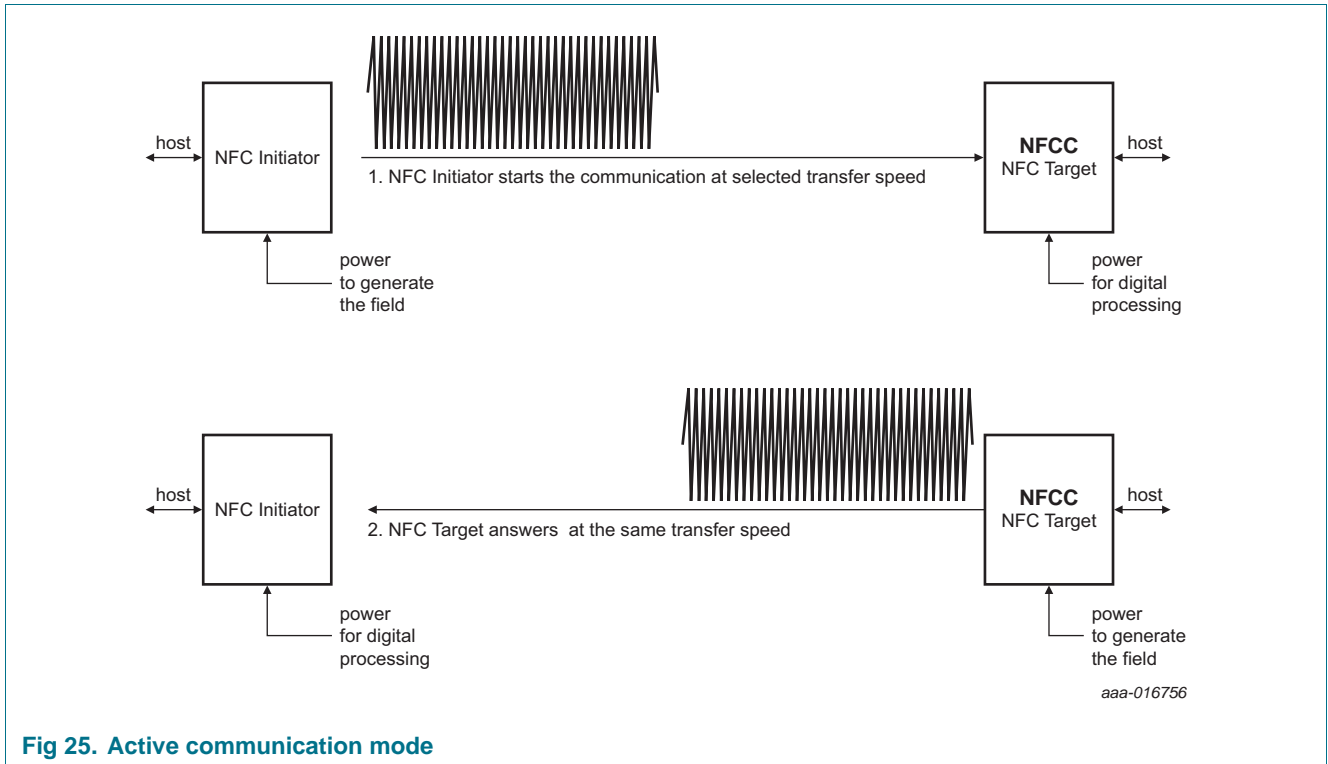 host
NFC Initiator
1. NFC Initiator starts the communication at selected transfer speed
NFCC
NFC Target
host
power
to generate
the field
power
for digital
processing
host
NFC Initiator
2. NFC Target answers at the same transfer speed
NFCC
NFC Target
host
power
for digital
processing
power
to generate
the field
aaa-016756
Fig 25. Active communication mode